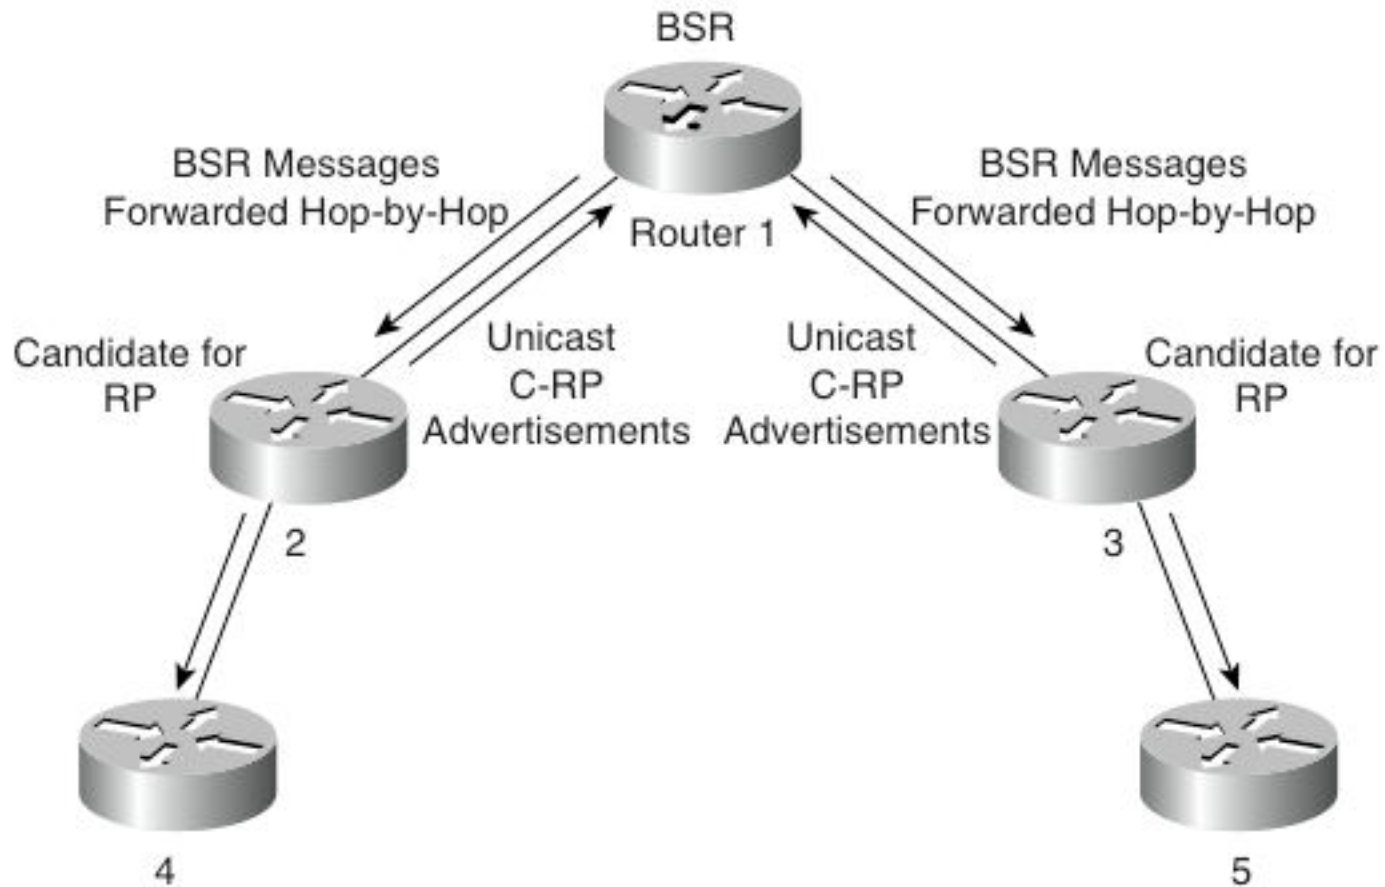 BSR
BSR Messages
Forwarded Hop-by-Hop
BSR Messages
Forwarded Hop-by-Hop
Router 1
Candidate for
RP
Unicast
C-RP
Advertisements
Unicast
C-RP
Advertisements
Candidate for
RP
2
3
4
5